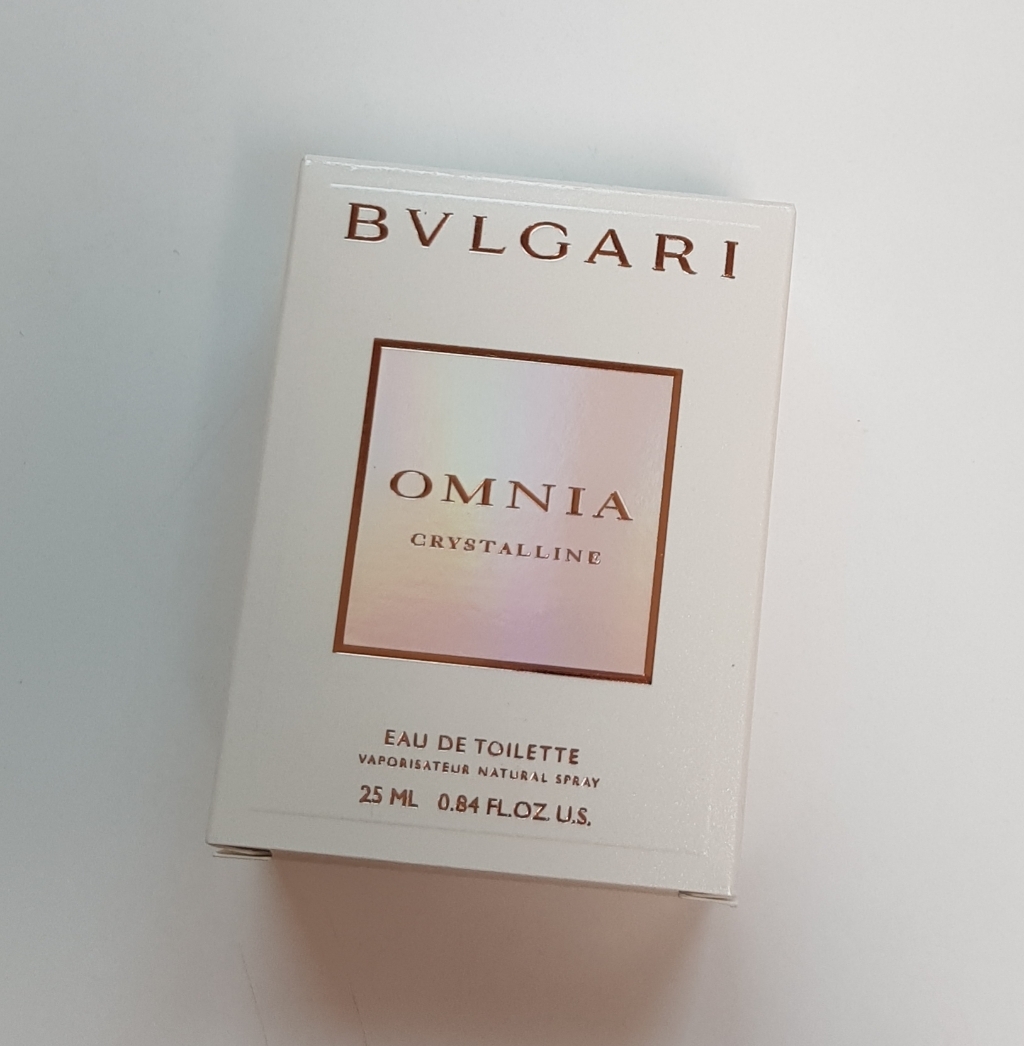 BVLGARI
OMNIA
CRYSTALLINE
EAU DE TOILETTE
VAPORISATEUR NATURAL SPRAY
25 ML 0.84 FL.OZ. U.S.